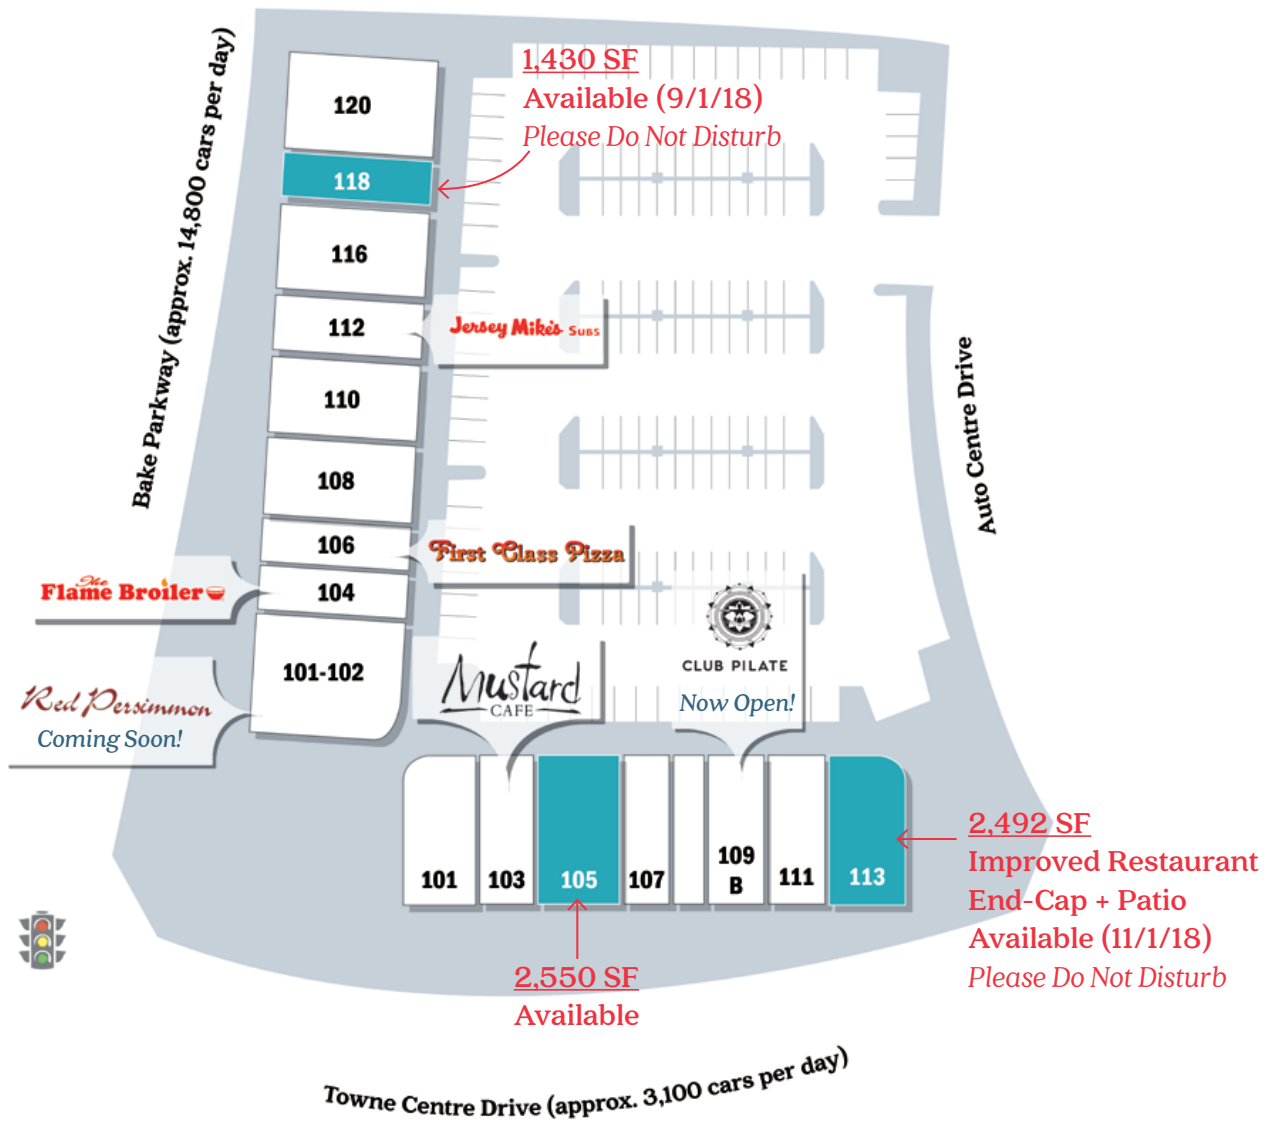 1,430 SF
Available (9/1/18)
Please Do Not Disturb
120
118
116
112
Jersey Mike's SUBS
110
108
106
First Class Pizza
104
The
Flame Broiler
101-102
Red Persimmon
Coming Soon!
Mustard
CAFE
CLUB PILATE
Now Open!
101
103
105
107
109
B
111
113
2,492 SF
Improved Restaurant
End-Cap + Patio
Available (11/1/18)
Please Do Not Disturb
2,550 SF
Available
Bake Parkway (approx. 14,800 cars per day)
Auto Centre Drive
Towne Centre Drive (approx. 3,100 cars per day)